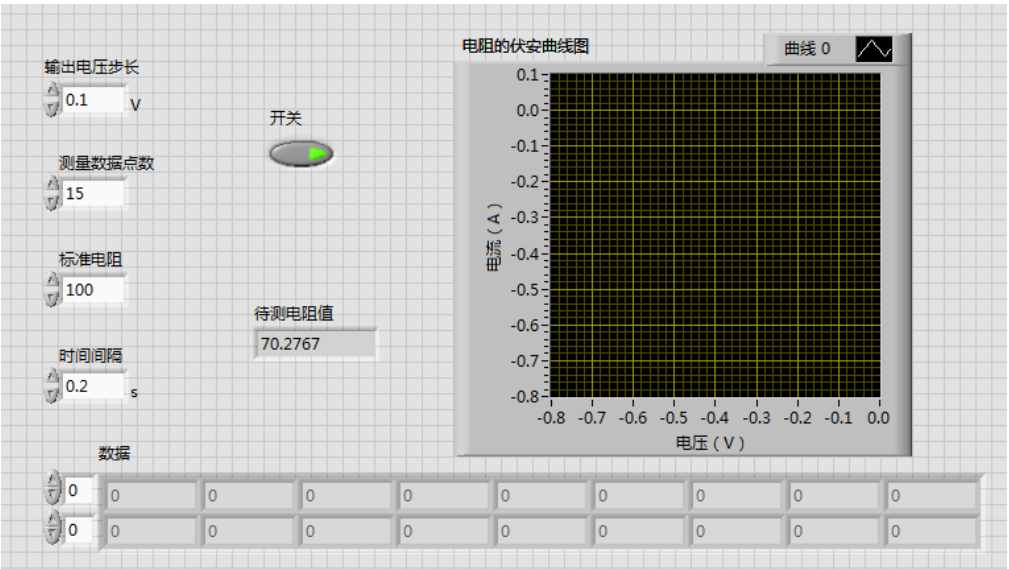 输出电压步长
0.1 V
测量数据点数
15
标准电阻
100
时间间隔
0.2 s
开关
待测电阻值
70.2767
电阻的伏安曲线图
曲线 0
0.1
0.0
-0.1
-0.2
-0.3
-0.4
-0.5
-0.6
-0.7
-0.8
电流（A）
-0.8 -0.7 -0.6 -0.5 -0.4 -0.3 -0.2 -0.1 0.0
电压（V）
数据
0 0 0 0 0 0 0 0 0 0
0 0 0 0 0 0 0 0 0 0